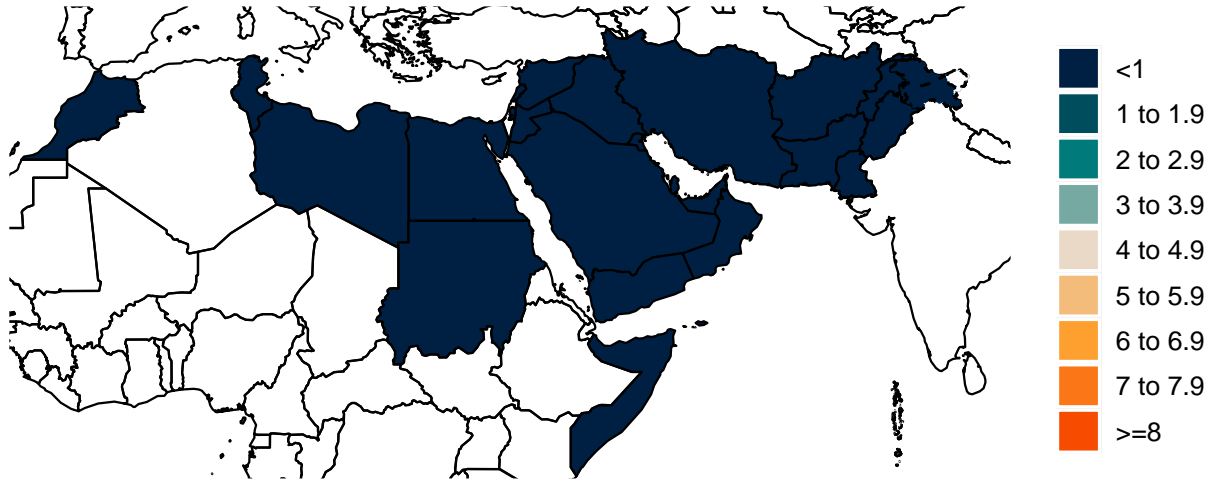 <1
1 to 1.9
2 to 2.9
3 to 3.9
4 to 4.9
5 to 5.9
6 to 6.9
7 to 7.9
>=8